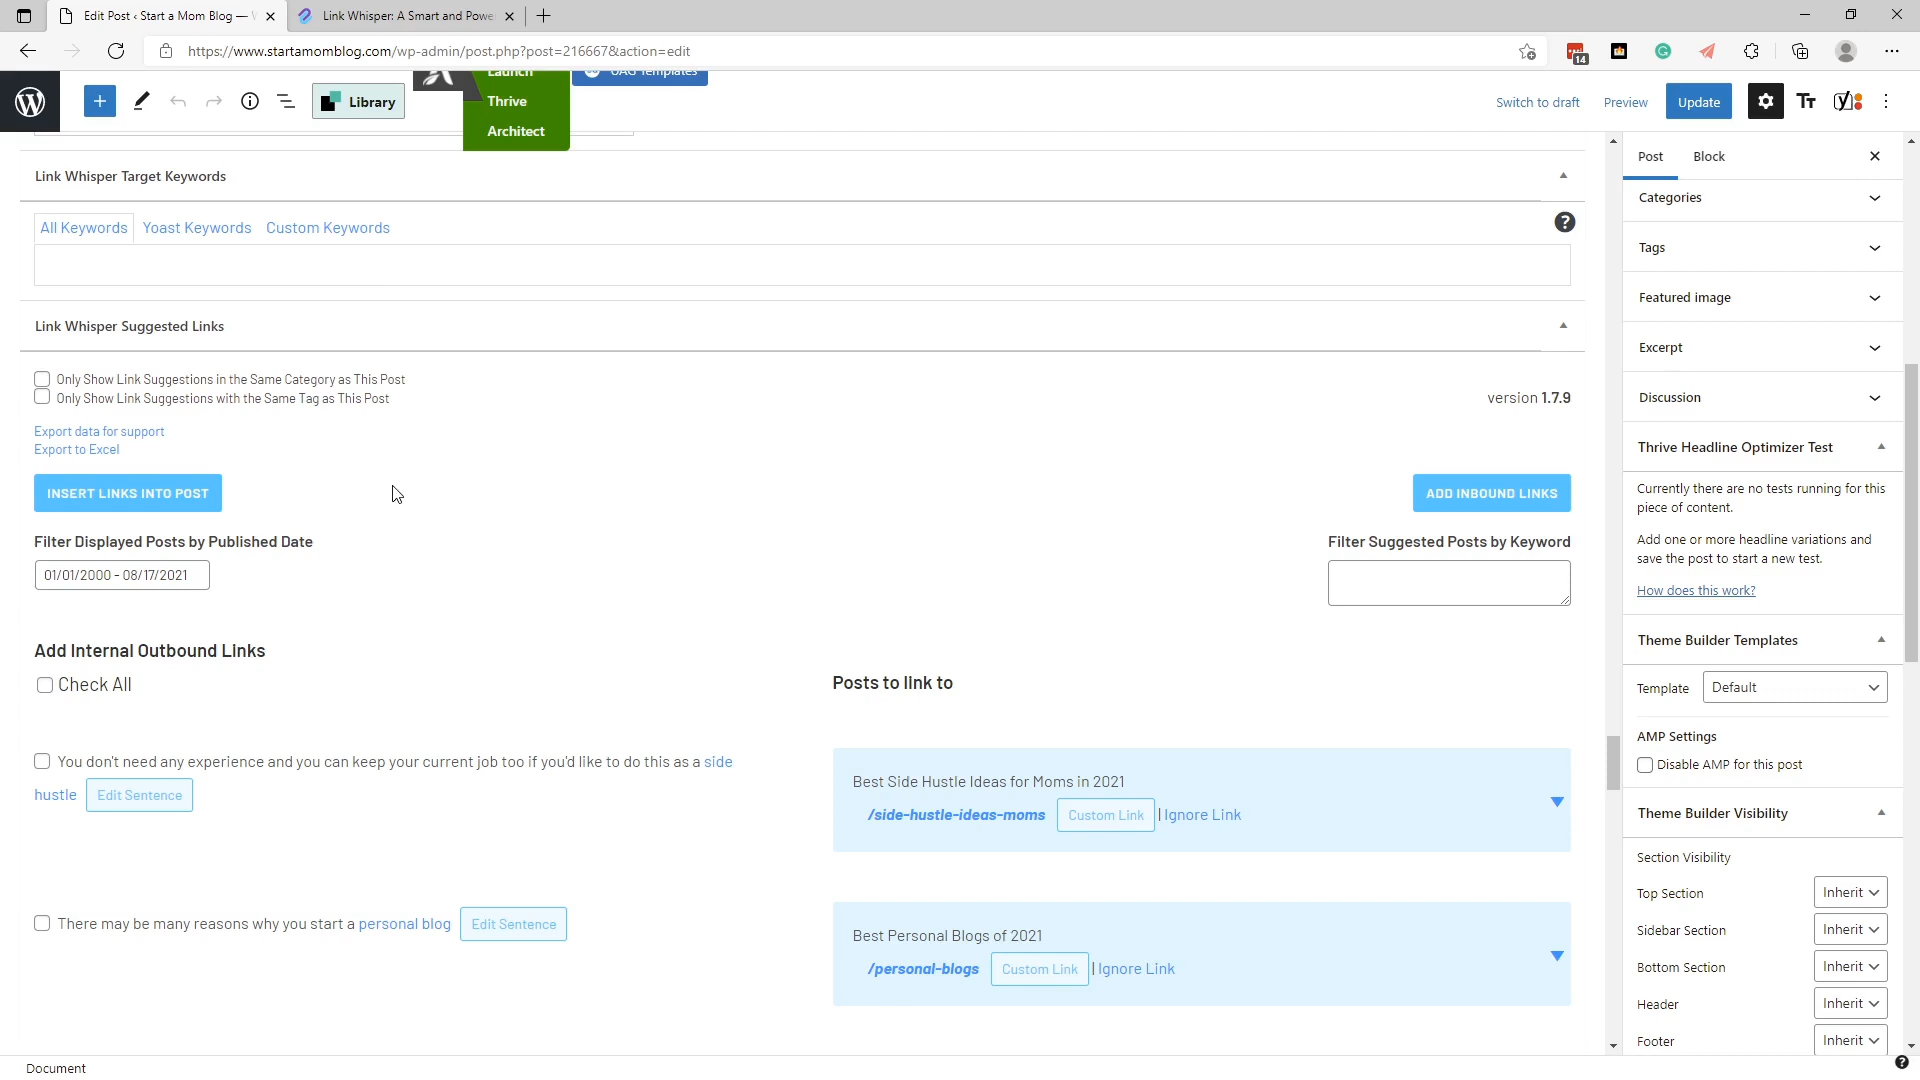 Edit Post ‹ Start a Mom Blog —
Link Whisper: A Smart and Powe
https://www.startamomblog.com/wp-admin/post.php?post=216667&action=edit
14
Launch
Thrive
Architect
UAG Templates
Library
Switch to draft
Preview
Update
Link Whisper Target Keywords
All Keywords
Yoast Keywords
Custom Keywords
Link Whisper Suggested Links
Only Show Link Suggestions in the Same Category as This Post
Only Show Link Suggestions with the Same Tag as This Post
version 1.7.9
Export data for support
Export to Excel
INSERT LINKS INTO POST
ADD INBOUND LINKS
Filter Displayed Posts by Published Date
Filter Suggested Posts by Keyword
01/01/2000 - 08/17/2021
Add Internal Outbound Links
Check All
Posts to link to
You don't need any experience and you can keep your current job too if you'd like to do this as a side
hustle
Edit Sentence
Best Side Hustle Ideas for Moms in 2021
/side-hustle-ideas-moms
Custom Link
| Ignore Link
There may be many reasons why you start a personal blog
Edit Sentence
Best Personal Blogs of 2021
/personal-blogs
Custom Link
| Ignore Link
Post
Block
Categories
Tags
Featured image
Excerpt
Discussion
Thrive Headline Optimizer Test
Currently there are no tests running for this
piece of content.
Add one or more headline variations and
save the post to start a new test.
How does this work?
Theme Builder Templates
Template
Default
AMP Settings
Disable AMP for this post
Theme Builder Visibility
Section Visibility
Top Section
Inherit
Sidebar Section
Inherit
Bottom Section
Inherit
Header
Inherit
Footer
Inherit
Document